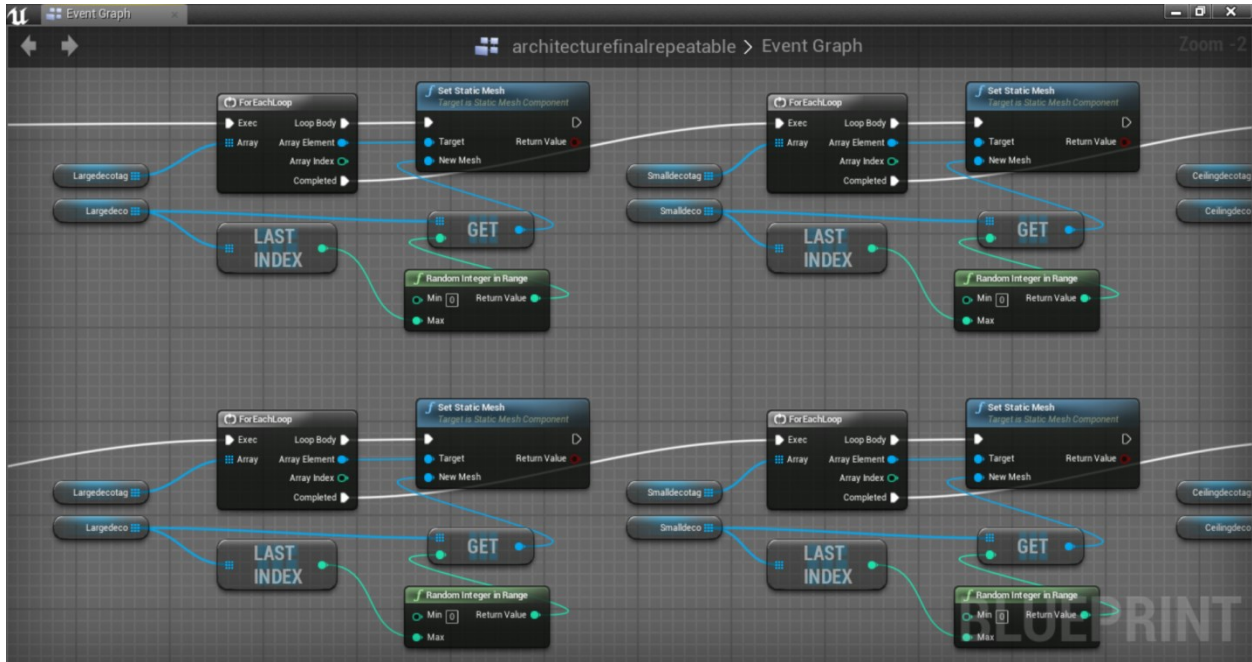 Event Graph
architecturefinalrepeatable > Event Graph
Zoom -2
ForEachLoop
Exec
Loop Body
Array
Array Element
Array Index
Completed
Set Static Mesh
Target is Static Mesh Component
Target
Return Value
New Mesh
Largedecotag
Largedeco
LAST
INDEX
GET
Random Integer in Range
Min 0
Return Value
Max
ForEachLoop
Exec
Loop Body
Array
Array Element
Array Index
Completed
Set Static Mesh
Target is Static Mesh Component
Target
Return Value
New Mesh
Smalldecotag
Smalldeco
LAST
INDEX
GET
Random Integer in Range
Min 0
Return Value
Max
Ceilingdecotag
Ceilingdeco
ForEachLoop
Exec
Loop Body
Array
Array Element
Array Index
Completed
Set Static Mesh
Target is Static Mesh Component
Target
Return Value
New Mesh
Largedecotag
Largedeco
LAST
INDEX
GET
Random Integer in Range
Min 0
Return Value
Max
ForEachLoop
Exec
Loop Body
Array
Array Element
Array Index
Completed
Set Static Mesh
Target is Static Mesh Component
Target
Return Value
New Mesh
Smalldecotag
Smalldeco
LAST
INDEX
GET
Random Integer in Range
Min 0
Return Value
Max
Ceilingdecotag
Ceilingdeco
BLUEPRINT